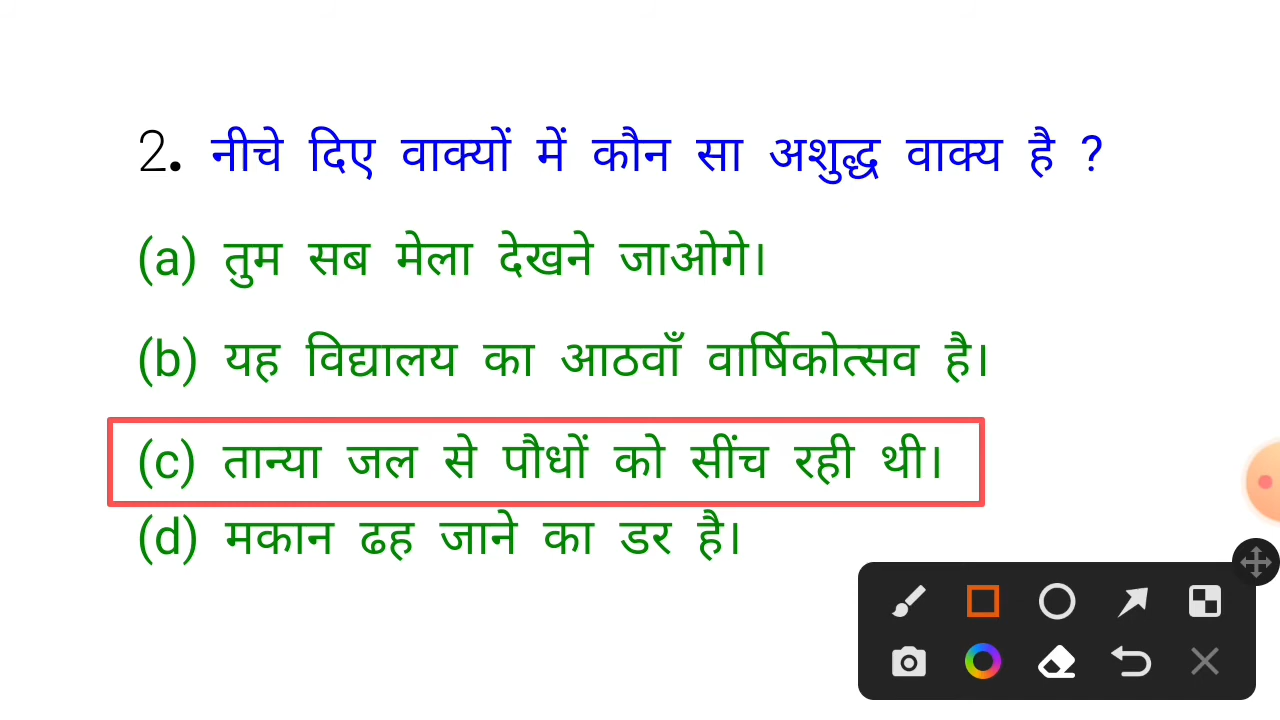 2. नीचे दिए वाक्यों में कौन सा अशुद्ध वाक्य है ?
(a) तुम सब मेला देखने जाओगे।
(b) यह विद्यालय का आठवाँ वार्षिकोत्सव है।
(c) तान्या जल से पौधों को सींच रही थी।
(d) मकान ढह जाने का डर है।